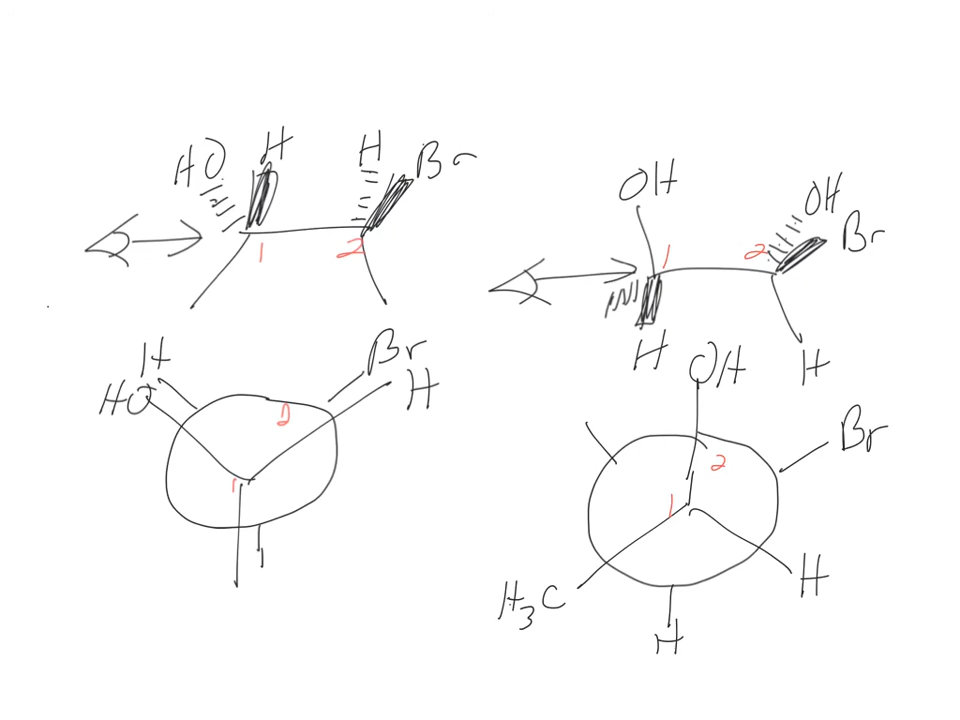 HO H H Br
1 2
OH OH Br
1 2
H H
H Br
HO H
2
1
OH
Br
2
1
H3C H
H